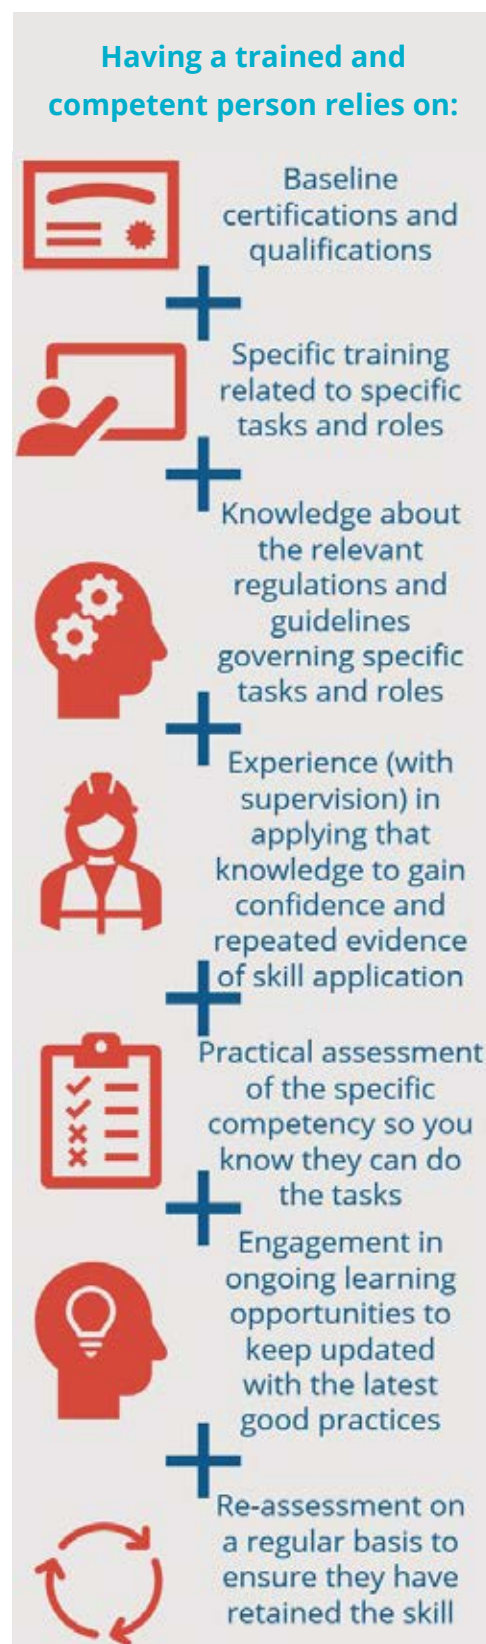 Having a trained and
competent person relies on:
Baseline
certifications and
qualifications
Specific training
related to specific
tasks and roles
Knowledge about
the relevant
regulations and
guidelines
governing specific
tasks and roles
Experience (with
supervision) in
applying that
knowledge to gain
confidence and
repeated evidence
of skill application
Practical assessment
of the specific
competency so you
know they can do
the tasks
Engagement in
ongoing learning
opportunities to
keep updated
with the latest
good practices
Re-assessment on
a regular basis to
ensure they have
retained the skill